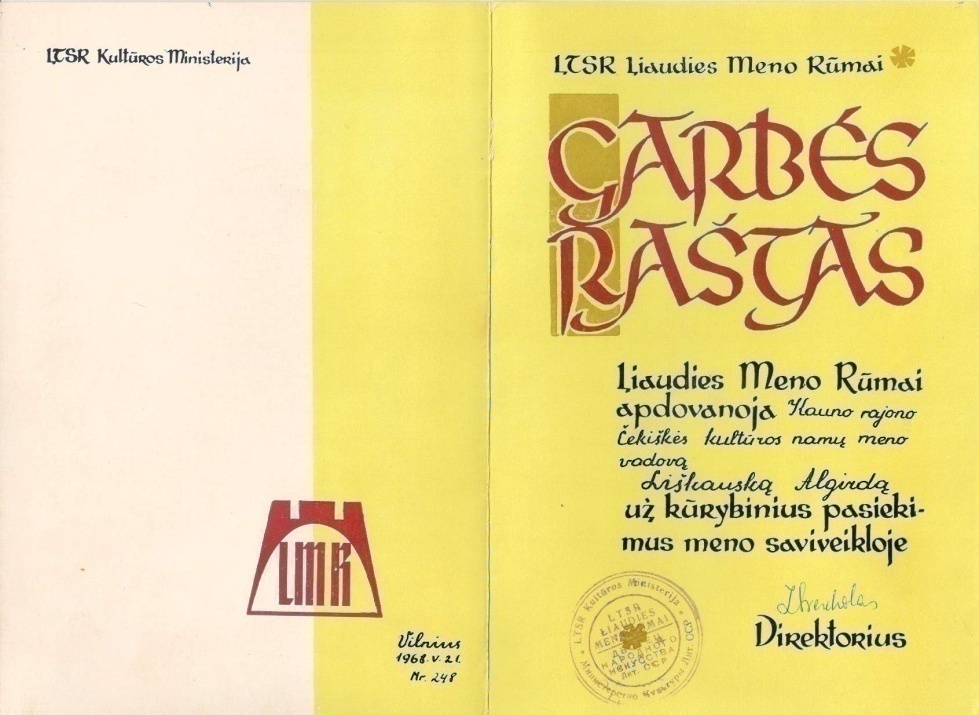 LTSR Kultūros Ministerija
LMR
Vilnius
1968.V.21.
Nr. 248
LTSR Liaudies Meno Rūmai
GARBĖS
RAŠTAS
Liaudies Meno Rūmai
apdovanoja Kauno rajono
Čekiškės kultūros namų meno
vadovą
Liškauską Algirdą
už kūrybinius pasieki-
mus meno saviveikloje
Direktorius
LTSR Kultūros Ministerija
LTSR
LIAUDIES
MENO RŪMAI
НАРОДНОГО
ИСКУССТВА
Лит. ССР
Министерство Культуры Лит. ССР